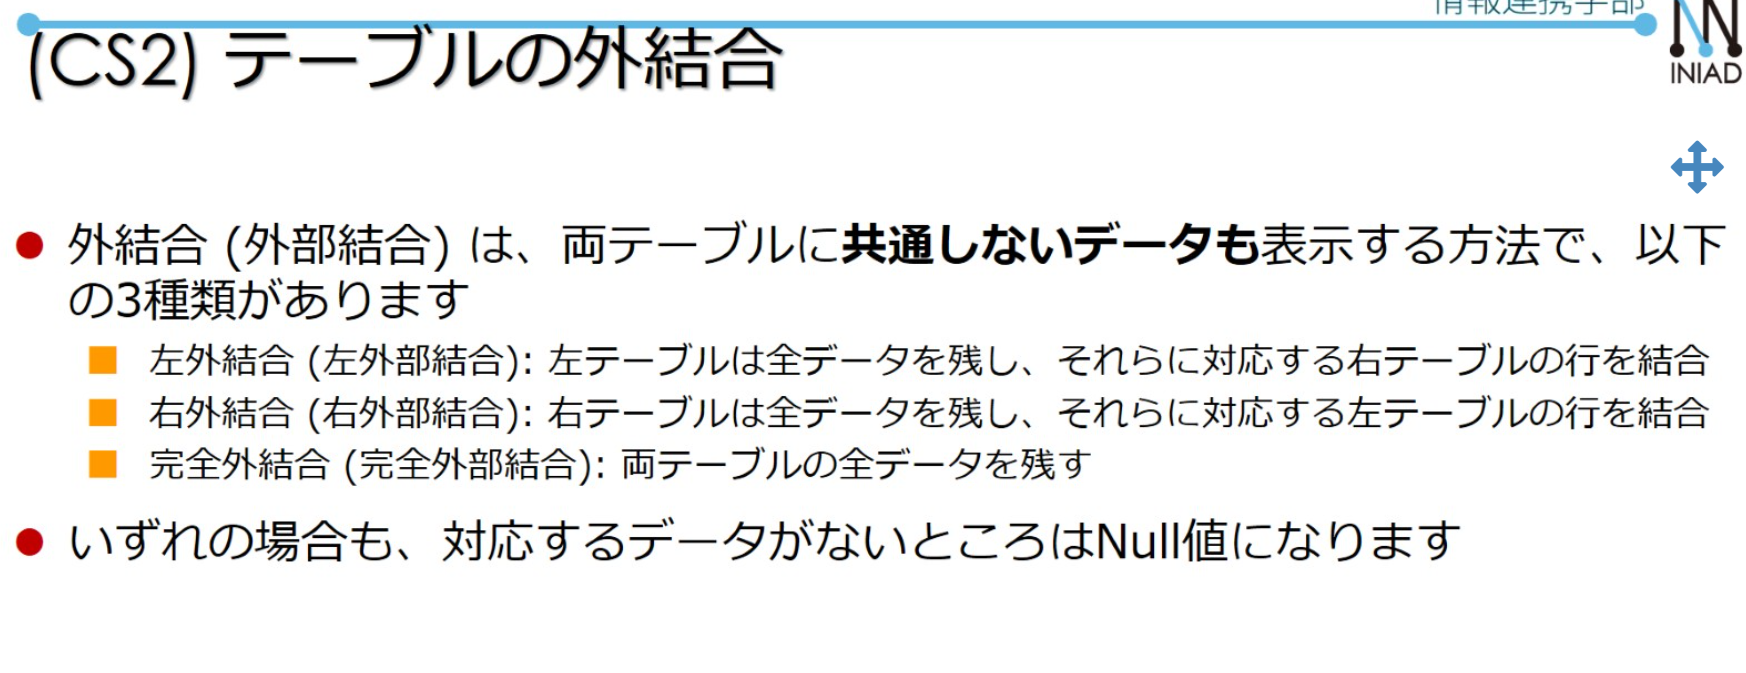 情報連携学部
INIAD
(CS2) テーブルの外結合
外結合 (外部結合) は、両テーブルに共通しないデータも表示する方法で、以下
の3種類があります
左外結合 (左外部結合): 左テーブルは全データを残し、それらに対応する右テーブルの行を結合
右外結合 (右外部結合): 右テーブルは全データを残し、それらに対応する左テーブルの行を結合
完全外結合 (完全外部結合): 両テーブルの全データを残す
いずれの場合も、対応するデータがないところはNull値になります